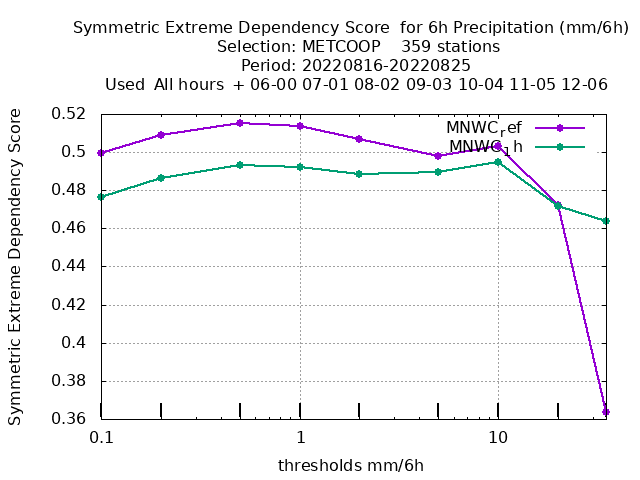 Symmetric Extreme Dependency Score  for 6h Precipitation (mm/6h)
Selection: METCOOP    359 stations
Period: 20220816-20220825
Used  All hours  + 06-00 07-01 08-02 09-03 10-04 11-05 12-06
Symmetric Extreme Dependency Score
0.52
0.5
0.48
0.46
0.44
0.42
0.4
0.38
0.36
MNWC_ref
MNWC_1h
0.1
1
10
thresholds mm/6h